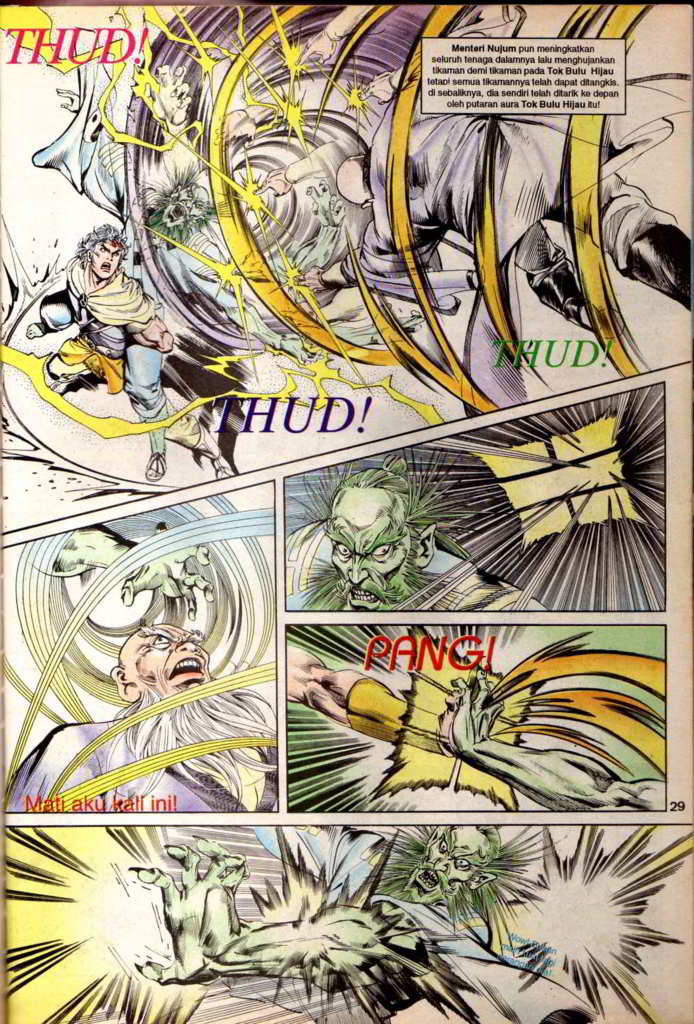 THUD!
Menteri Nujum pun meningkatkan
seluruh tenaga dalamnya lalu menghujankan
tikaman demi tikaman pada Tok Bulu Hijau
tetapi semua tikamannya telah dapat ditangkis.
di sebaliknya, dia sendiri telah ditarik ke depan
oleh putaran aura Tok Bulu Hijau itu!
THUD!
THUD!
PANG!
Mati aku kali ini!
29